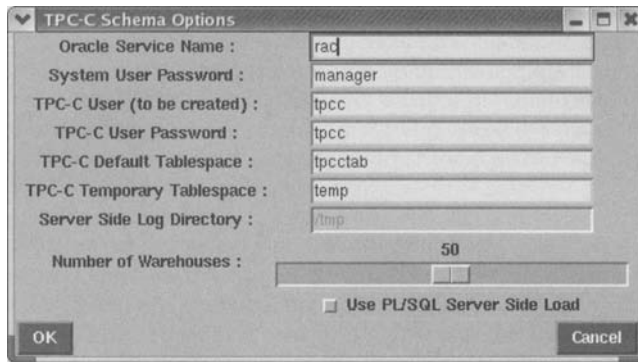 TPC-C Schema Options
Oracle Service Name : rac
System User Password : manager
TPC-C User (to be created) : tpcc
TPC-C User Password : tpcc
TPC-C Default Tablespace : tpcctab
TPC-C Temporary Tablespace : temp
Server Side Log Directory : /tmp
50
Number of Warehouses :
Use PL/SQL Server Side Load
OK Cancel